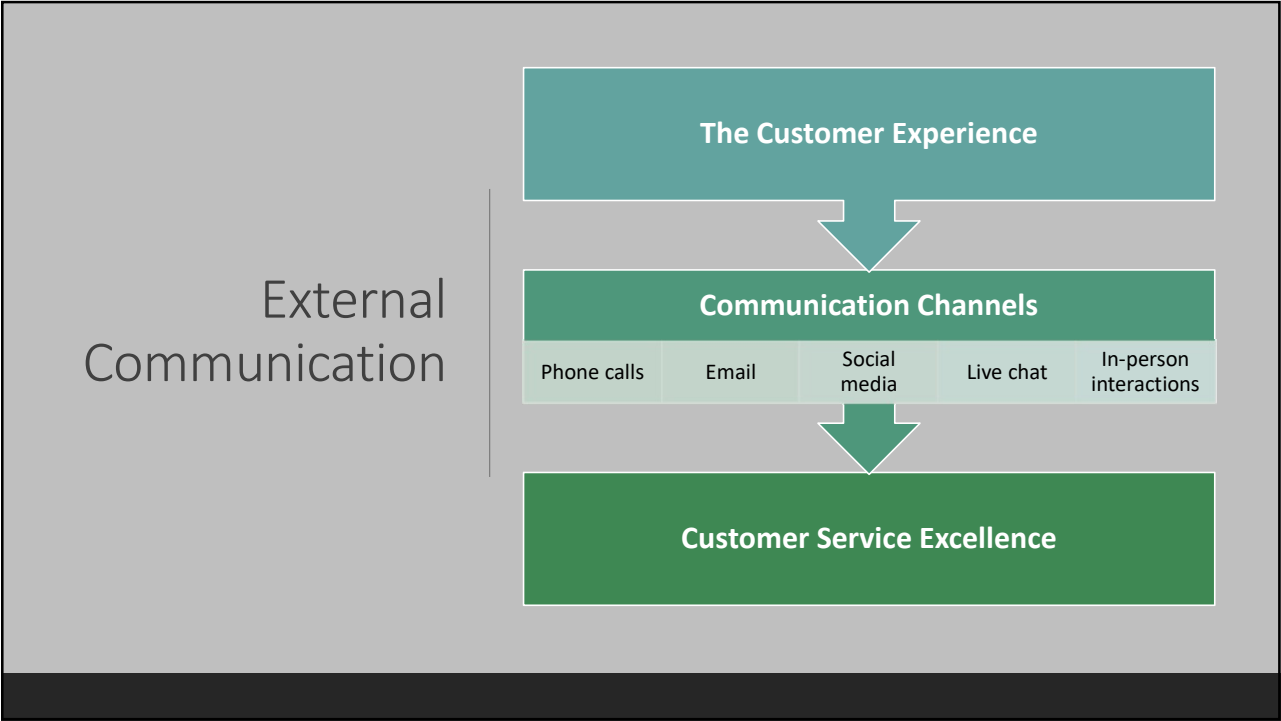 External
Communication
The Customer Experience
Communication Channels
Phone calls
Email
Social
media
Live chat
In-person
interactions
Customer Service Excellence